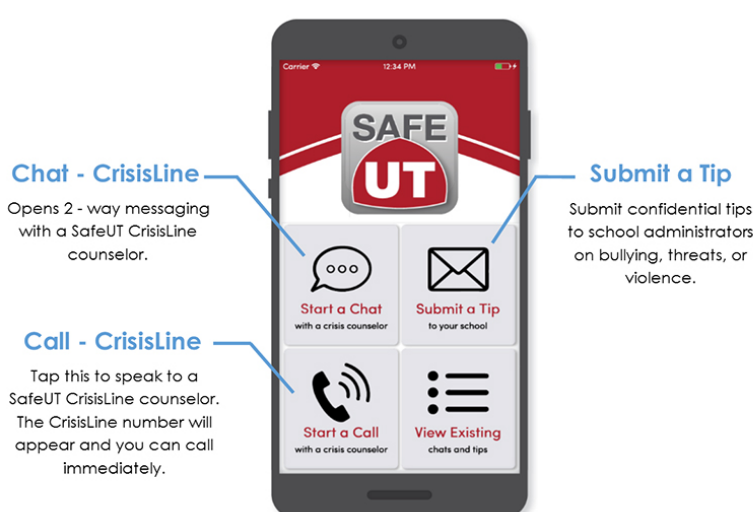 Carrier
12:34 PM
SAFE
UT
Chat - CrisisLine
Opens 2 - way messaging
with a SafeUT CrisisLine
counselor.
Submit a Tip
Submit confidential tips
to school administrators
on bullying, threats, or
violence.
Start a Chat
with a crisis counselor
Submit a Tip
to your school
Call - CrisisLine
Tap this to speak to a
SafeUT CrisisLine counselor.
The CrisisLine number will
appear and you can call
immediately.
Start a Call
with a crisis counselor
View Existing
chats and tips